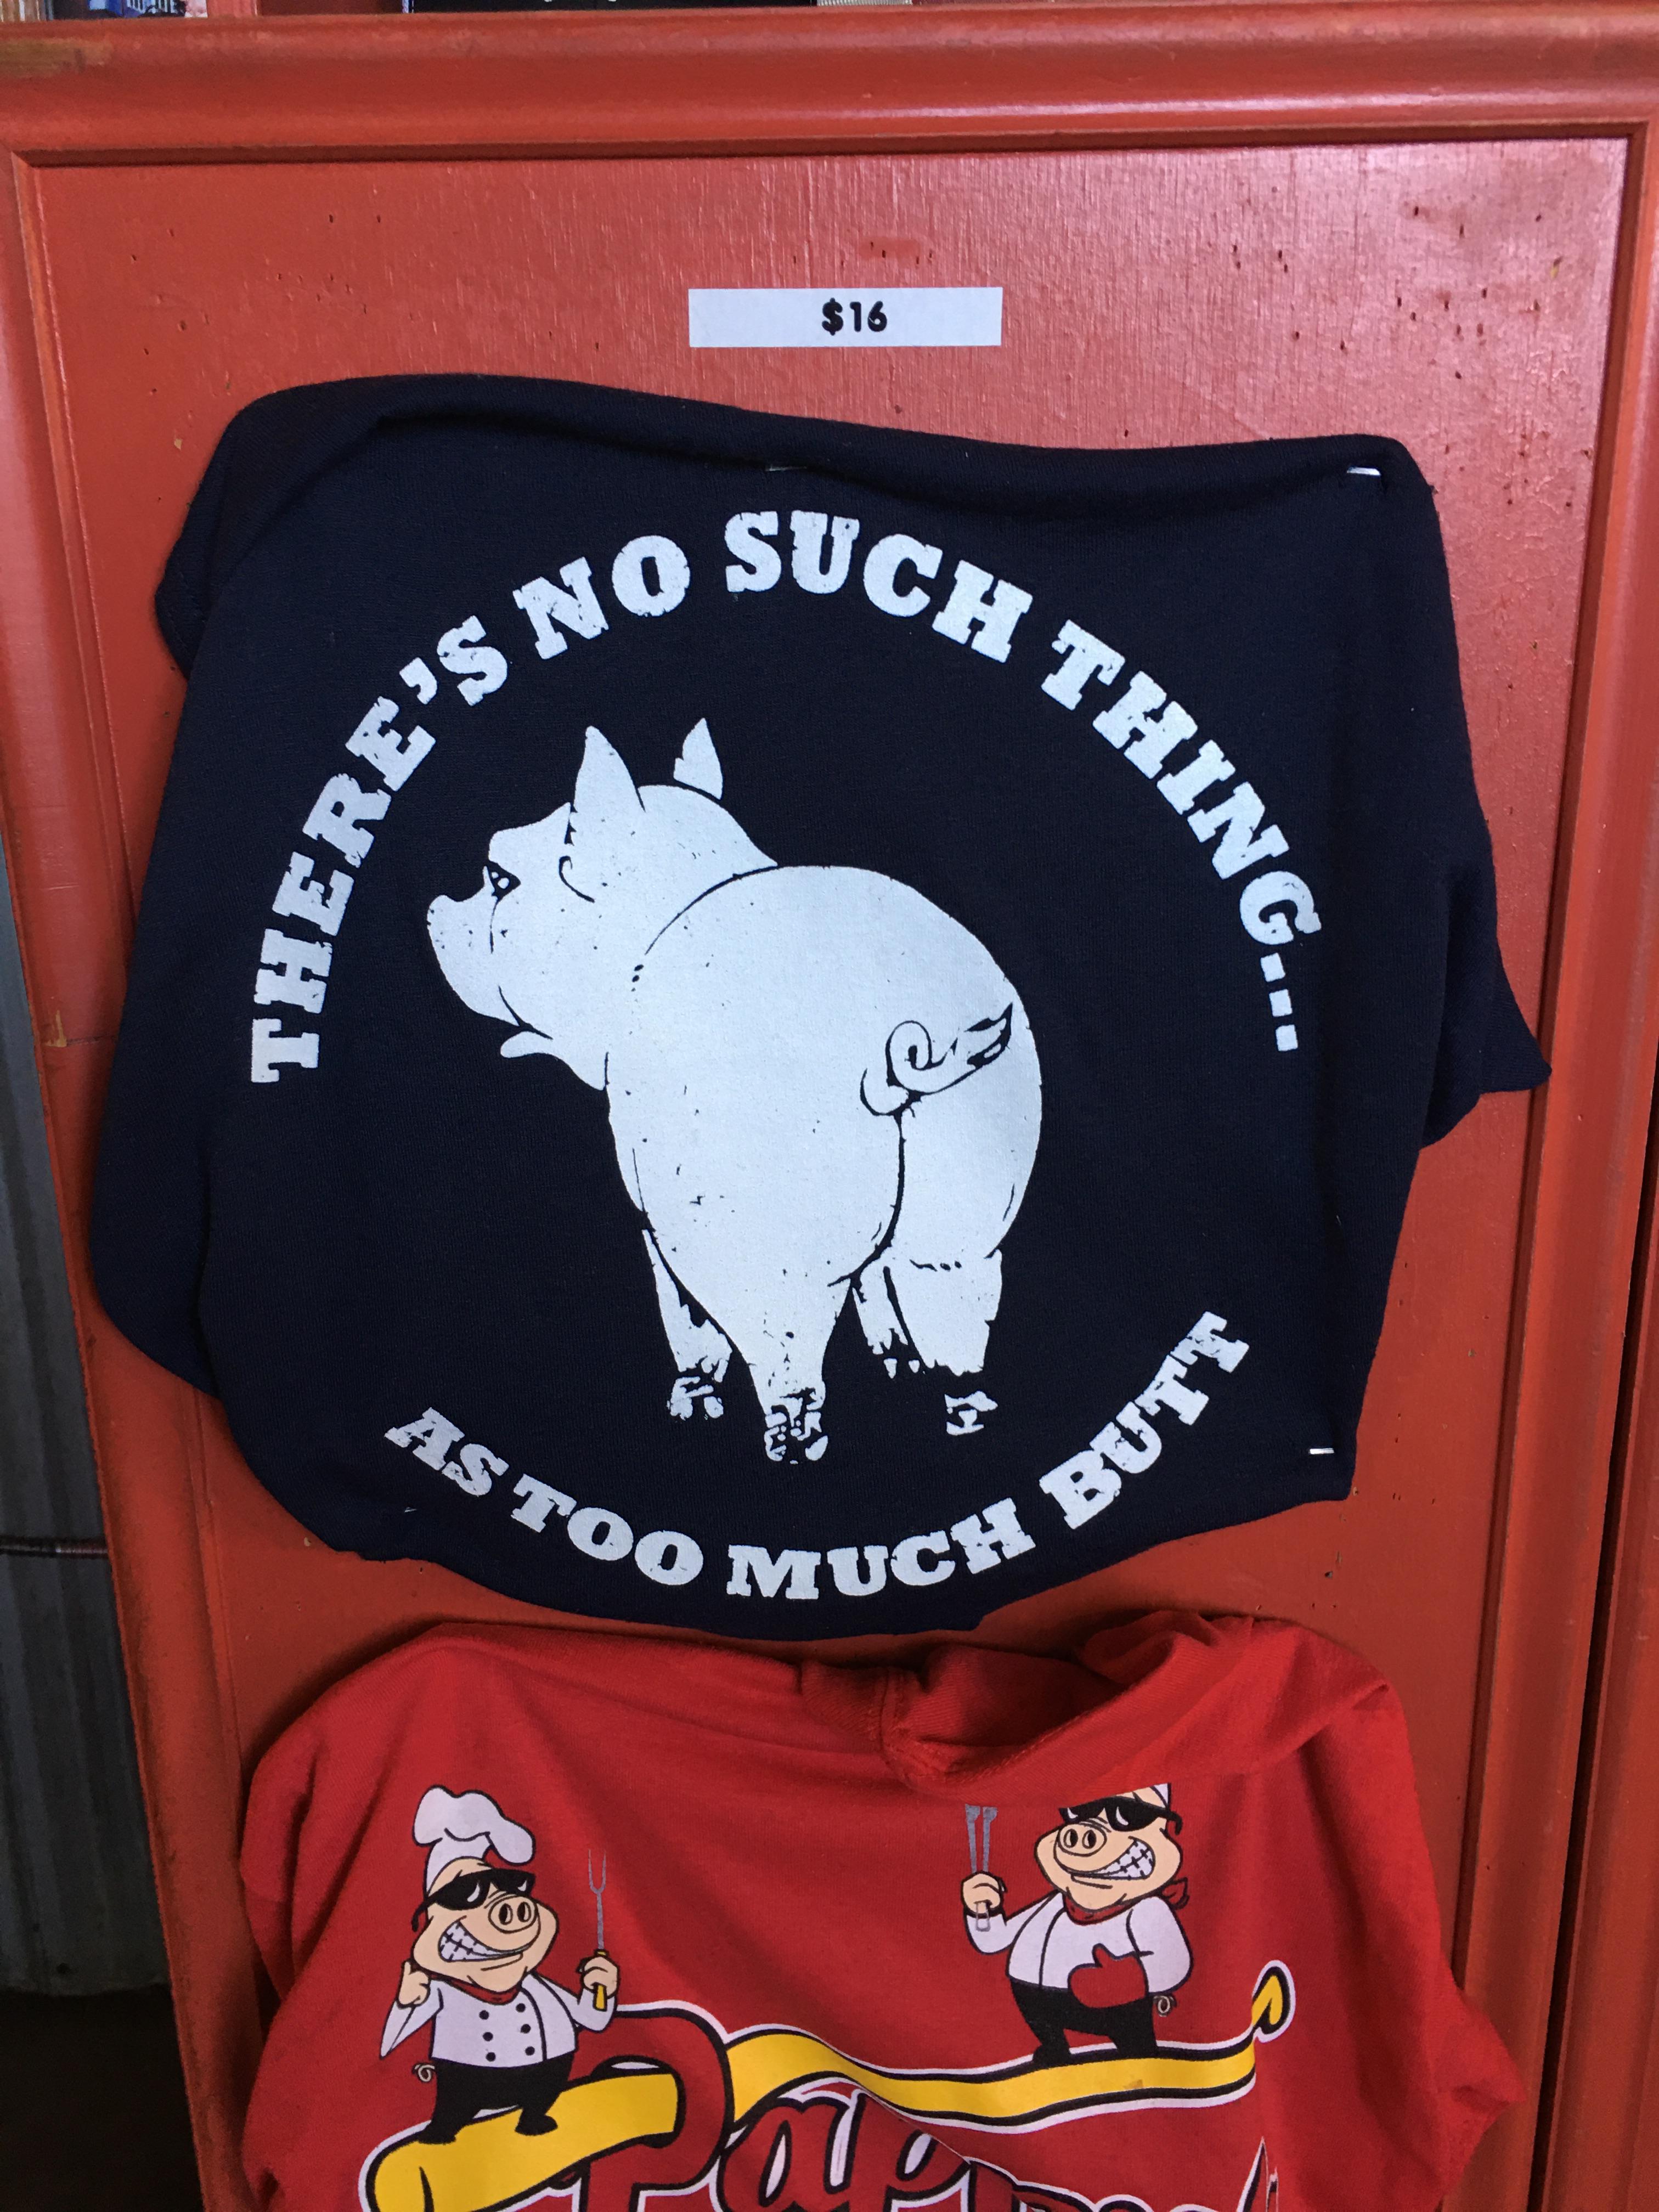 $16
THERE'S NO SUCH THING...
AS TOO MUCH BUTT